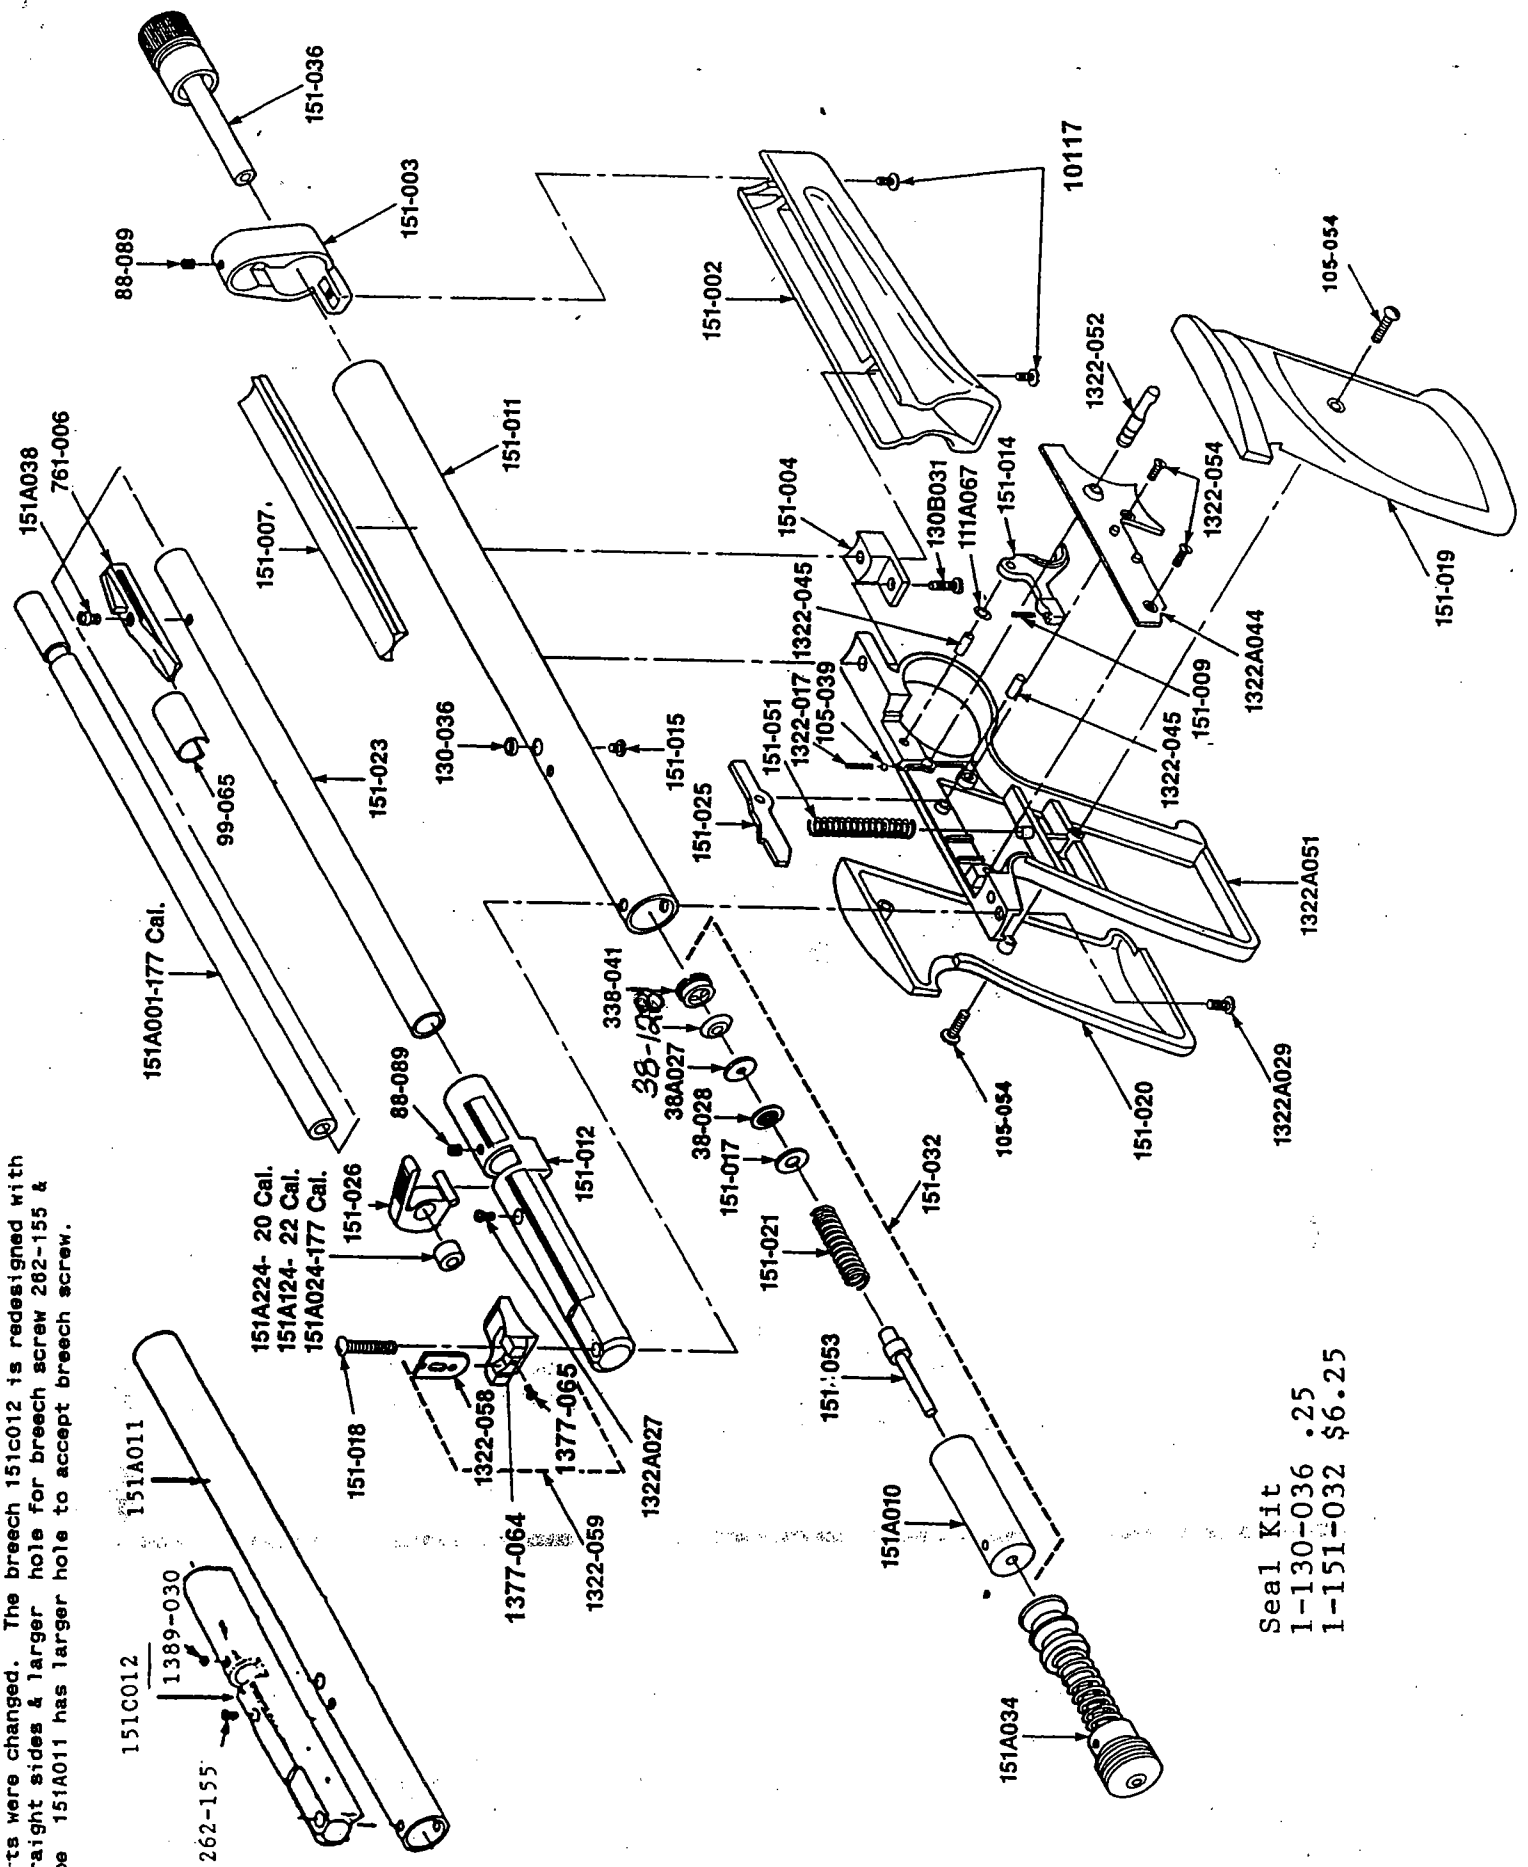 ts were changed. The breech 151c012 is redesigned with
raight sides & larger hole for breech screw 262-155 &
be 151A011 has larger hole to accept breech screw.
151C012
1389-030
262-155
151A011
151A001-177 Cal.
151A038
761-006
99-065
151-023
88-089
151-036
151-003
151-007
151-011
130-036
151-015
151A224- 20 Cal.
151A124- 22 Cal.
151A024-177 Cal.
151-026
88-089
151-012
151-018
1322-058
1377-065
1322A027
1377-064
1322-059
338-041
38A027
38-028
151-017
151-021
151-032
151-053
151A010
151A034
151-002
10117
151-004
130B031
111A067
151-014
1322-045
1322-017
105-039
151-051
151-025
1322-052
1322-054
105-054
151-019
1322A044
151-009
1322-045
1322A051
105-054
151-020
1322A029
Seal Kit
1-130-036 .25
1-151-032 $6.25